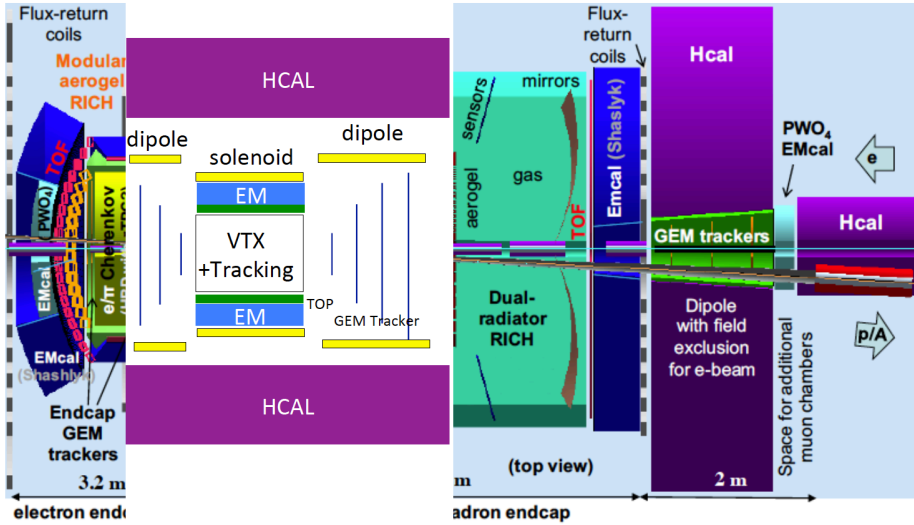 Flux-return
coils
Modular
aerogel
RICH
TOF
PWO₄)
EMcal
Cherenkov
e/π
EMcal
(Shashlyk)
Endcap
GEM
trackers
3.2 m
electron
HCAL
dipole
dipole
solenoid
EM
VTX
+Tracking
TOP
EM
GEM Tracker
HCAL
sensors
mirrors
aerogel
gas
TOF
Dual-
radiator
RICH
Emcal (Shaslyk)
(top view)
m
endcap
Flux-
return
coils
Hcal
PWO₄
EMcal
e
Hcal
GEM trackers
Dipole
with field
exclusion
for e-beam
Space for additional
muon chambers
p/A
2 m